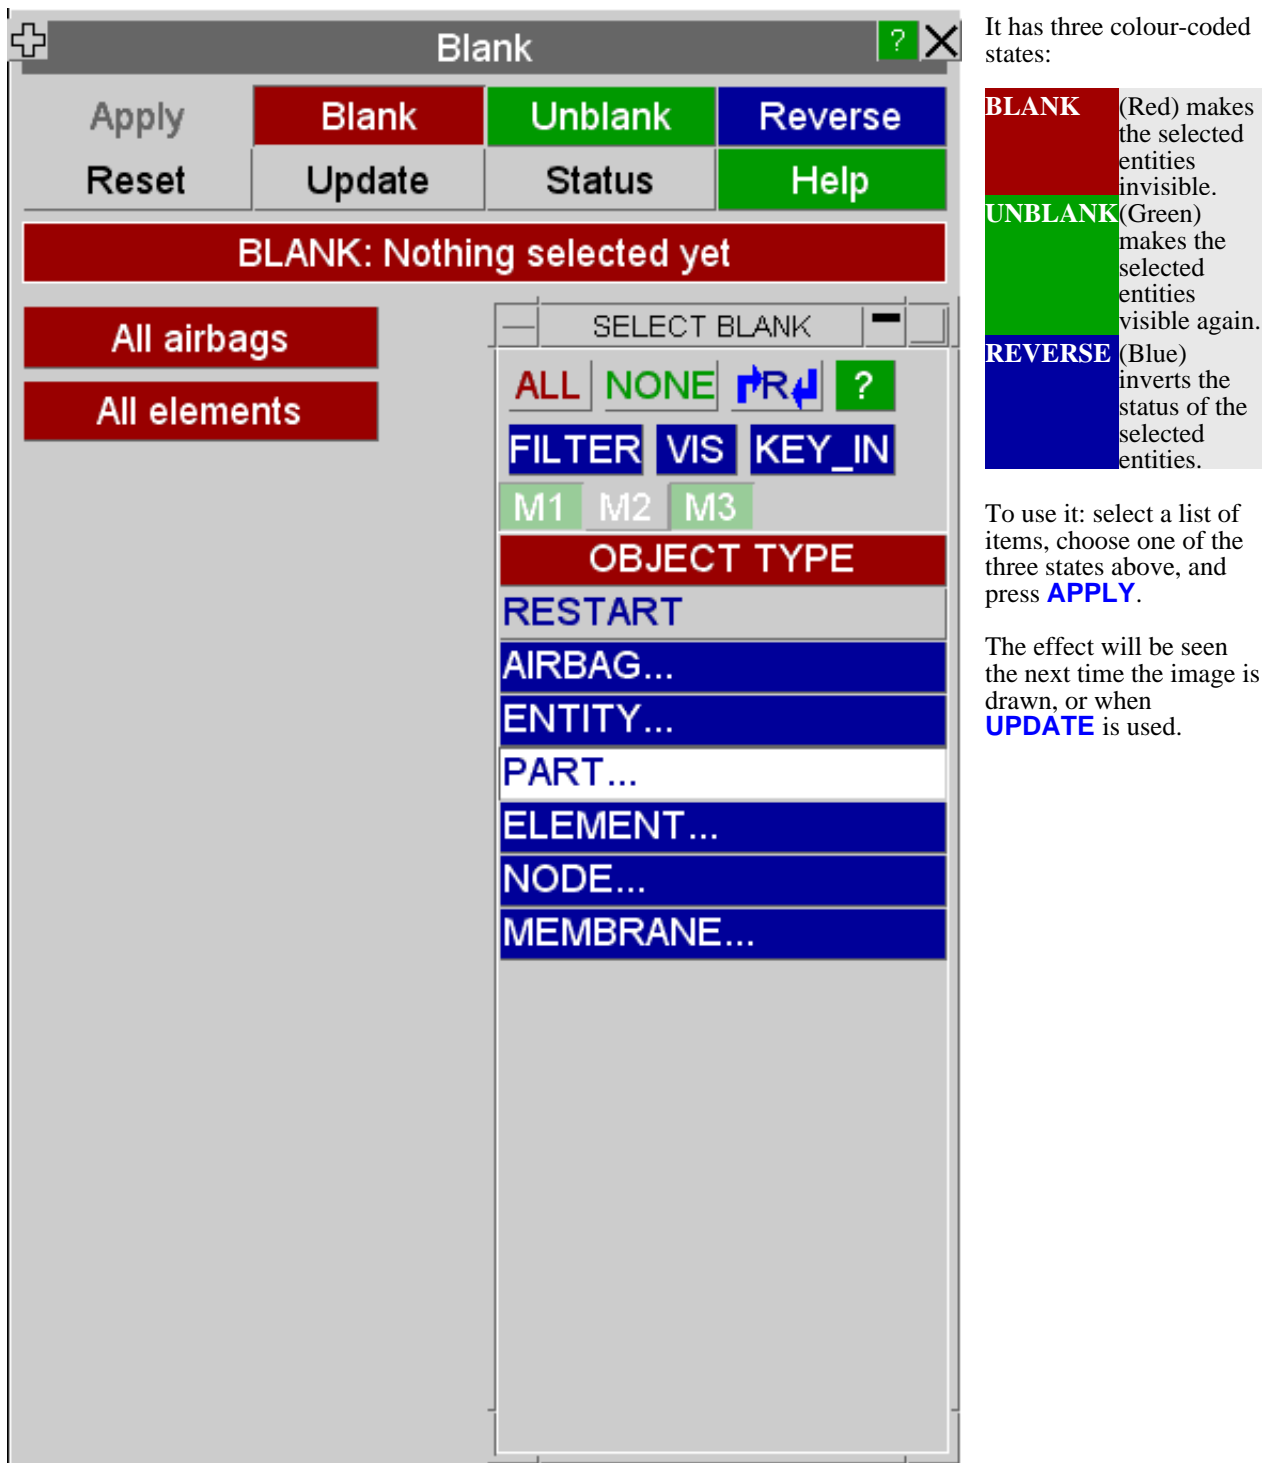 Blank
?
Apply Blank Unblank Reverse
Reset Update Status Help
BLANK: Nothing selected yet
All airbags
All elements
SELECT BLANK
ALL NONE R ?
FILTER VIS KEY_IN
M1 M2 M3
OBJECT TYPE
RESTART
AIRBAG...
ENTITY...
PART...
ELEMENT...
NODE...
MEMBRANE...
It has three colour-coded
states:
BLANK (Red) makes
the selected
entities
invisible.
UNBLANK (Green)
makes the
selected
entities
visible again.
REVERSE (Blue)
inverts the
status of the
selected
entities.
To use it: select a list of
items, choose one of the
three states above, and
press APPLY.
The effect will be seen
the next time the image is
drawn, or when
UPDATE is used.